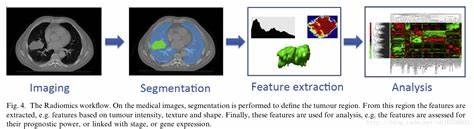 Imaging
Segmentation
Feature extraction
Analysis
Fig. 4. The Radiomics workflow. On the medical images, segmentation is performed to define the tumour region. From this region the features are
extracted, e.g. features based on tumour intensity, texture and shape. Finally, these features are used for analysis, e.g. the features are assessed for
their prognostic power, or linked with stage, or gene expression.